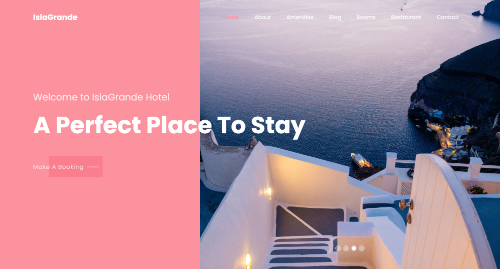 IslaGrande
Home About Amenities Blog Rooms Restaurant Contact
Welcome to IslaGrande Hotel
A Perfect Place To Stay
Make A Booking